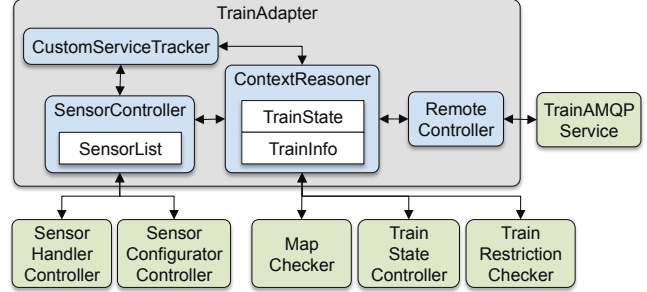 TrainAdapter
CustomServiceTracker
ContextReasoner
SensorController
TrainState
Remote
Controller
TrainAMQP
Service
SensorList
TrainInfo
Sensor
Handler
Controller
Sensor
Configurator
Controller
Map
Checker
Train
State
Controller
Train
Restriction
Checker